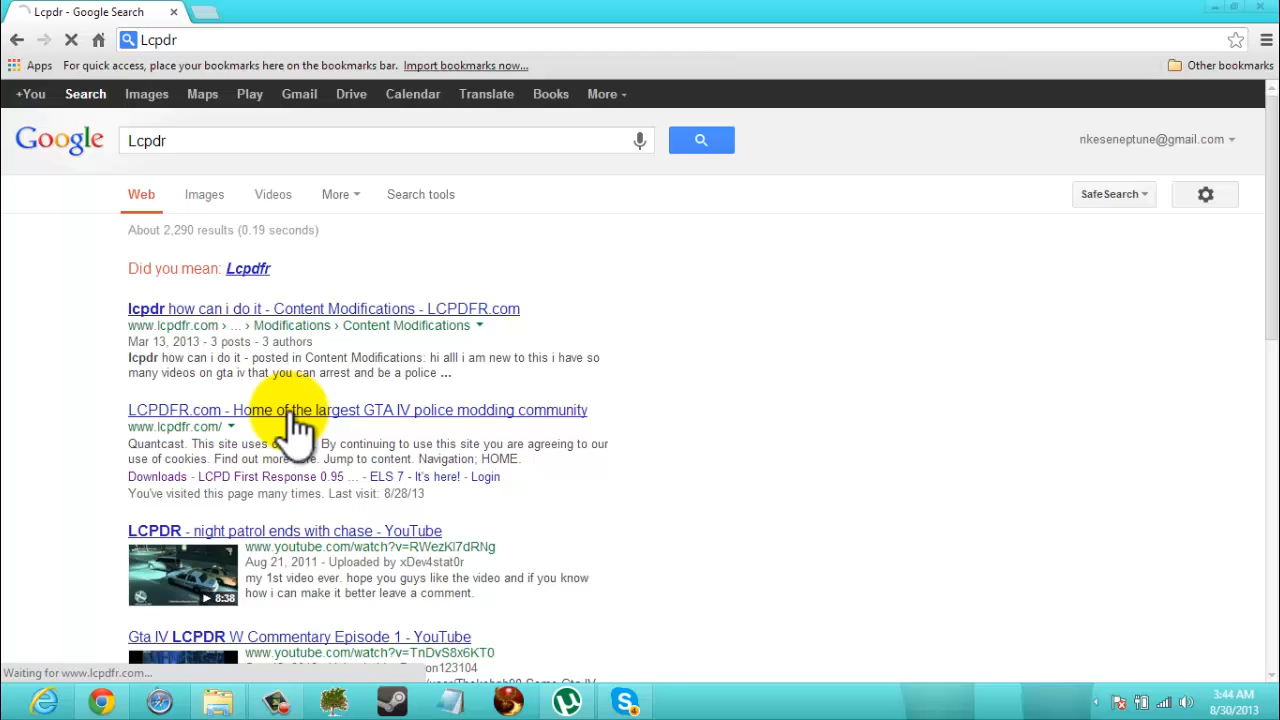 Lcpdr - Google Search
Lcpdr
Apps For quick access, place your bookmarks here on the bookmarks bar. Import bookmarks now... Other bookmarks
+You Search Images Maps Play Gmail Drive Calendar Translate Books More
Google Lcpdr nkeseneptune@gmail.com
Web Images Videos More Search tools SafeSearch
About 2,290 results (0.19 seconds)
Did you mean: Lcpdfr
lcpdr how can i do it - Content Modifications - LCPDFR.com
www.lcpdfr.com › ... › Modifications › Content Modifications
Mar 13, 2013 - 3 posts - 3 authors
lcpdr how can i do it - posted in Content Modifications: hi alll i am new to this i have so
many videos on gta iv that you can arrest and be a police ...
LCPDFR.com - Home of the largest GTA IV police modding community
www.lcpdfr.com/
Quantcast. This site uses By continuing to use this site you are agreeing to our
use of cookies. Find out more Jump to content. Navigation; HOME.
Downloads - LCPD First Response 0.95 ... - ELS 7 - It's here! - Login
You've visited this page many times. Last visit: 8/28/13
LCPDR - night patrol ends with chase - YouTube
www.youtube.com/watch?v=RWezKl7dRNg
Aug 21, 2011 - Uploaded by xDev4stat0r
my 1st video ever. hope you guys like the video and if you know
how i can make it better leave a comment.
8:38
Gta IV LCPDR W Commentary Episode 1 - YouTube
www.youtube.com/watch?v=TnDvS8x6KT0
Waiting for www.lcpdfr.com...
3:44 AM
8/30/2013